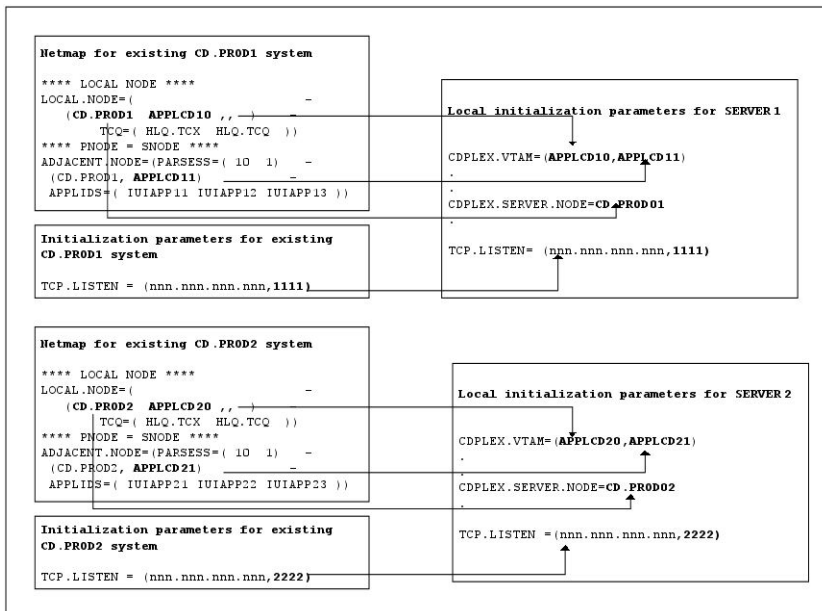 Netmap for existing CD.PROD1 system
**** LOCAL NODE ****
LOCAL.NODE=( -
(CD.PROD1 APPLCD10 ,, ) -
TCQ=( HLQ.TCX HLQ.TCQ ))
**** PNODE = SNODE ****
ADJACENT.NODE=(PARSESS=( 10 1) -
(CD.PROD1, APPLCD11) -
APPLIDS=( IUIAPP11 IUIAPP12 IUIAPP13 ))
Initialization parameters for existing
CD.PROD1 system
TCP.LISTEN = (nnn.nnn.nnn.nnn,1111)
Local initialization parameters for SERVER1
CDPLEX.VTAM=(APPLCD10,APPLCD11)
.
.
CDPLEX.SERVER.NODE=CD.PROD01
.
TCP.LISTEN= (nnn.nnn.nnn.nnn,1111)
Netmap for existing CD.PROD2 system
**** LOCAL NODE ****
LOCAL.NODE=( -
(CD.PROD2 APPLCD20 ,, ) -
TCQ=( HLQ.TCX HLQ.TCQ ))
**** PNODE = SNODE ****
ADJACENT.NODE=(PARSESS=( 10 1) -
(CD.PROD2, APPLCD21) -
APPLIDS=( IUIAPP21 IUIAPP22 IUIAPP23 ))
Initialization parameters for existing
CD.PROD2 system
TCP.LISTEN = (nnn.nnn.nnn.nnn,2222)
Local initialization parameters for SERVER2
CDPLEX.VTAM=(APPLCD20,APPLCD21)
.
.
CDPLEX.SERVER.NODE=CD.PROD02
.
TCP.LISTEN =(nnn.nnn.nnn.nnn,2222)